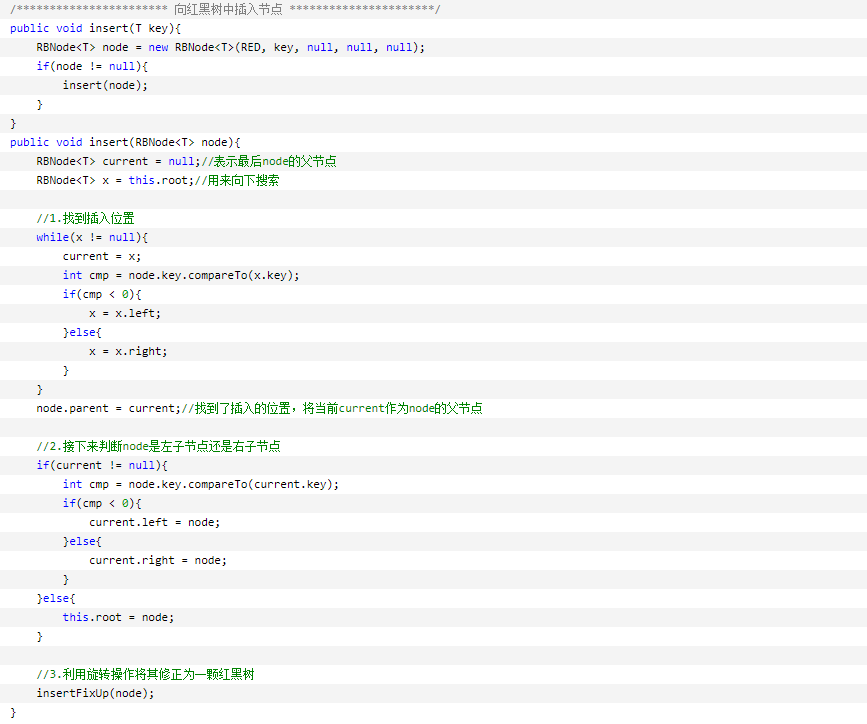 /*********************** 向红黑树中插入节点 **********************/
public void insert(T key){
    RBNode<T> node = new RBNode<T>(RED, key, null, null, null);
    if(node != null){
        insert(node);
    }
}
public void insert(RBNode<T> node){
    RBNode<T> current = null;//表示最后node的父节点
    RBNode<T> x = this.root;//用来向下搜索
    //1.找到插入位置
    while(x != null){
        current = x;
        int cmp = node.key.compareTo(x.key);
        if(cmp < 0){
            x = x.left;
        }else{
            x = x.right;
        }
    }
    node.parent = current;//找到了插入的位置，将当前current作为node的父节点
    //2.接下来判断node是左子节点还是右子节点
    if(current != null){
        int cmp = node.key.compareTo(current.key);
        if(cmp < 0){
            current.left = node;
        }else{
            current.right = node;
        }
    }else{
        this.root = node;
    }
    //3.利用旋转操作将其修正为一颗红黑树
    insertFixUp(node);
}